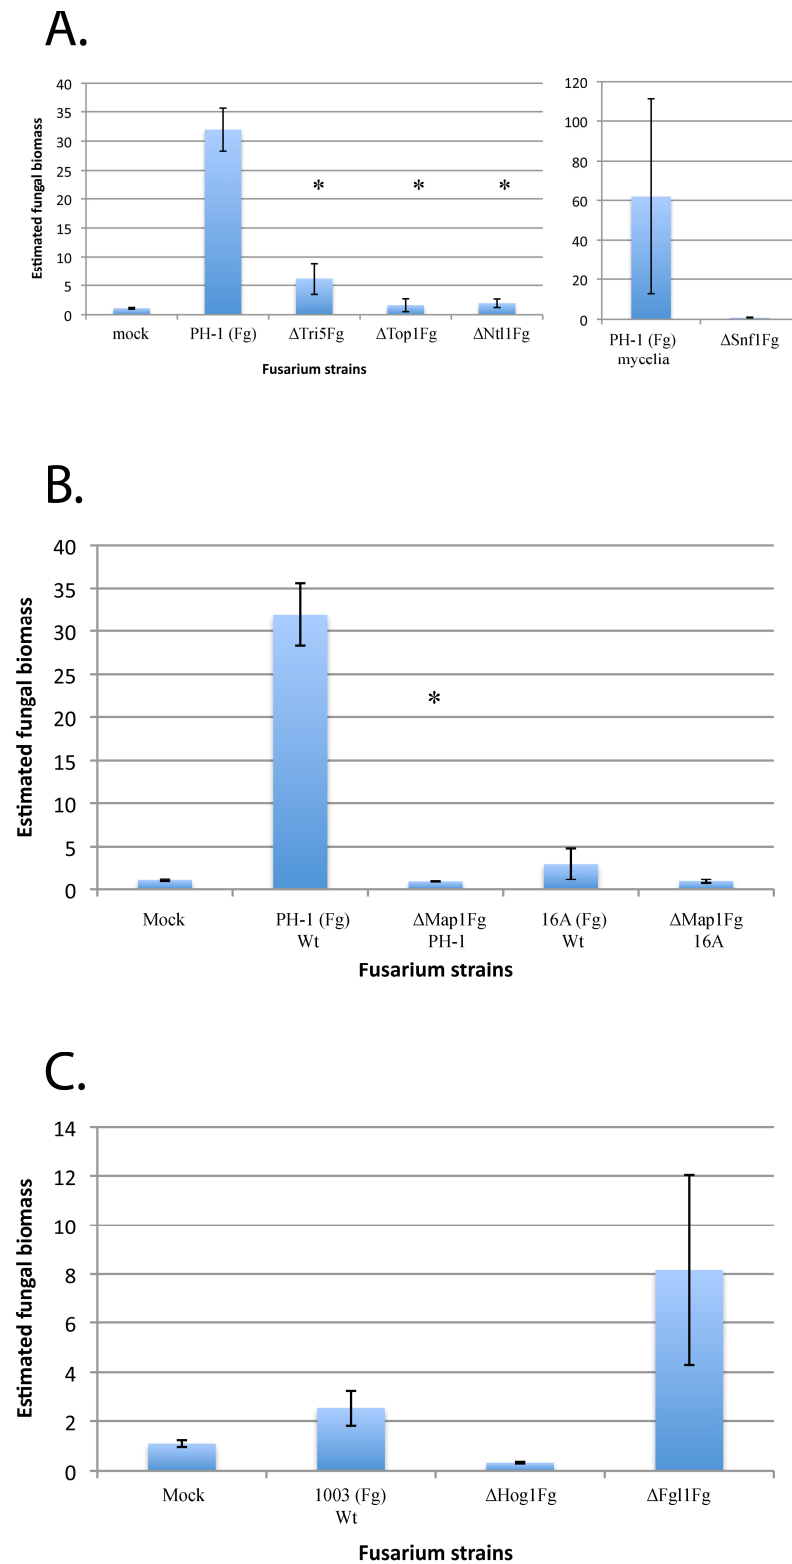 A.
Estimated fungal biomass
40
35
30
25
20
15
10
5
0
* * *
mock PH-1 (Fg) ΔTri5Fg ΔTop1Fg ΔNtl1Fg
Fusarium strains
120
100
80
60
40
20
0
PH-1 (Fg) ΔSnf1Fg
mycelia
B.
Estimated fungal biomass
40
35
30
25
20
15
10
5
0
*
Mock PH-1 (Fg) ΔMap1Fg 16A (Fg) ΔMap1Fg
Wt PH-1 Wt 16A
Fusarium strains
C.
Estimated fungal biomass
14
12
10
8
6
4
2
0
Mock 1003 (Fg) ΔHog1Fg ΔFgl1Fg
Wt
Fusarium strains